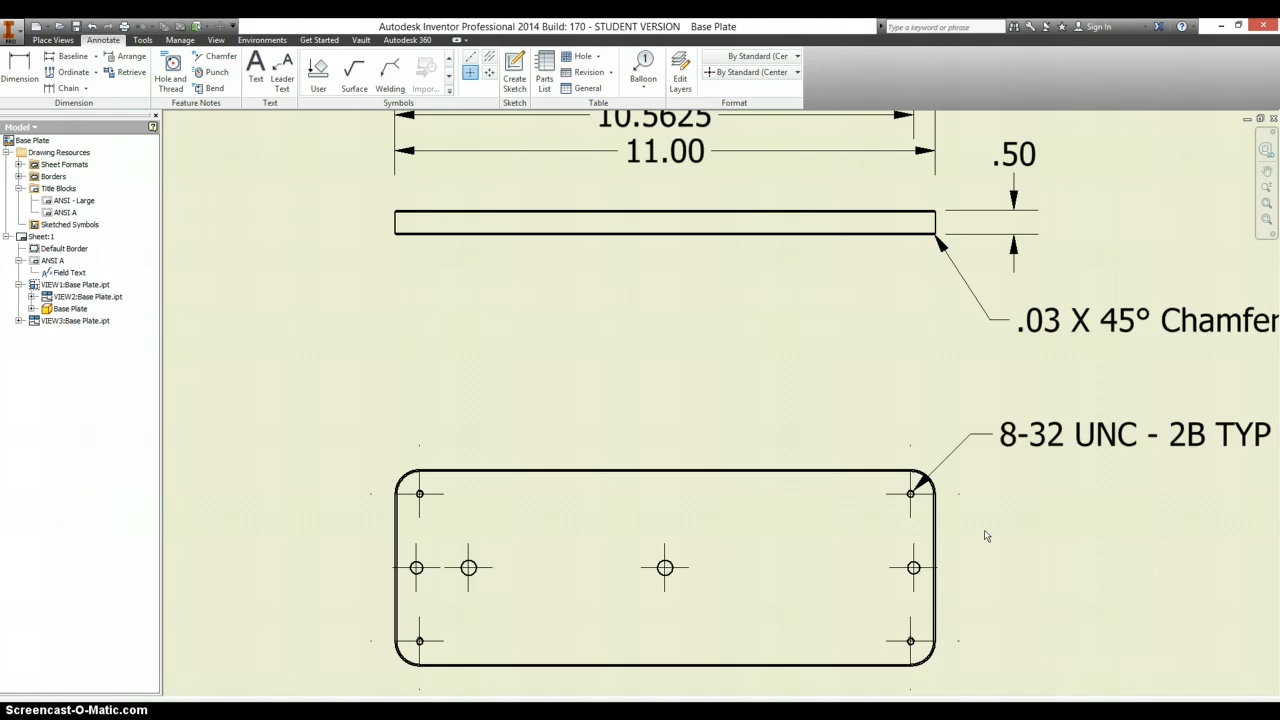 PRO
Autodesk Inventor Professional 2014 Build: 170 - STUDENT VERSION Base Plate
Type a keyword or phrase
Sign In
Place Views
Annotate
Tools
Manage
View
Environments
Get Started
Vault
Autodesk 360
Dimension
Baseline
Ordinate
Chain
Arrange
Retrieve
Dimension
Hole and
Thread
Chamfer
Punch
Bend
Feature Notes
Text
Leader
Text
Text
User
Surface
Welding
Impor...
Symbols
Create
Sketch
Sketch
Parts
List
Hole
Revision
General
Table
Balloon
Edit
Layers
By Standard (Cer
By Standard (Center
Format
Model
Base Plate
Drawing Resources
Sheet Formats
Borders
Title Blocks
ANSI - Large
ANSI A
Sketched Symbols
Sheet:1
Default Border
ANSI A
Field Text
VIEW1:Base Plate.ipt
VIEW2:Base Plate.ipt
Base Plate
VIEW3:Base Plate.ipt
10.5625
11.00
.50
.03 X 45° Chamfer
8-32 UNC - 2B TYP
Screencast-O-Matic.com